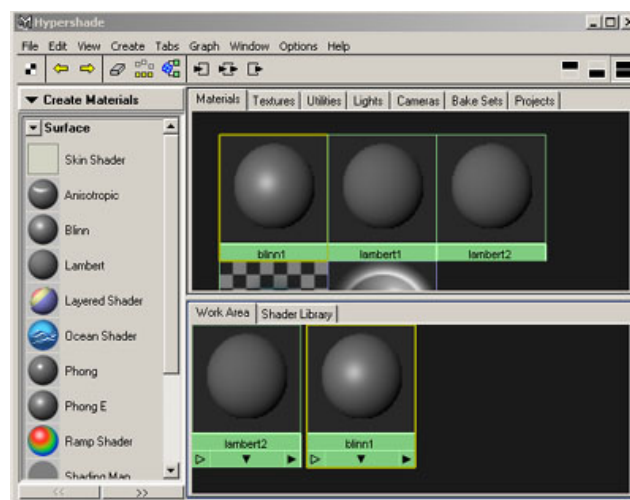 Hypershade
File Edit View Create Tabs Graph Window Options Help
Create Materials
Surface
Skin Shader
Anisotropic
Blinn
Lambert
Layered Shader
Ocean Shader
Phong
Phong E
Ramp Shader
Shading Map
<< >>
Materials Textures Utilities Lights Cameras Bake Sets Projects
blinn1 lambert1 lambert2
Work Area Shader Library
lambert2 blinn1